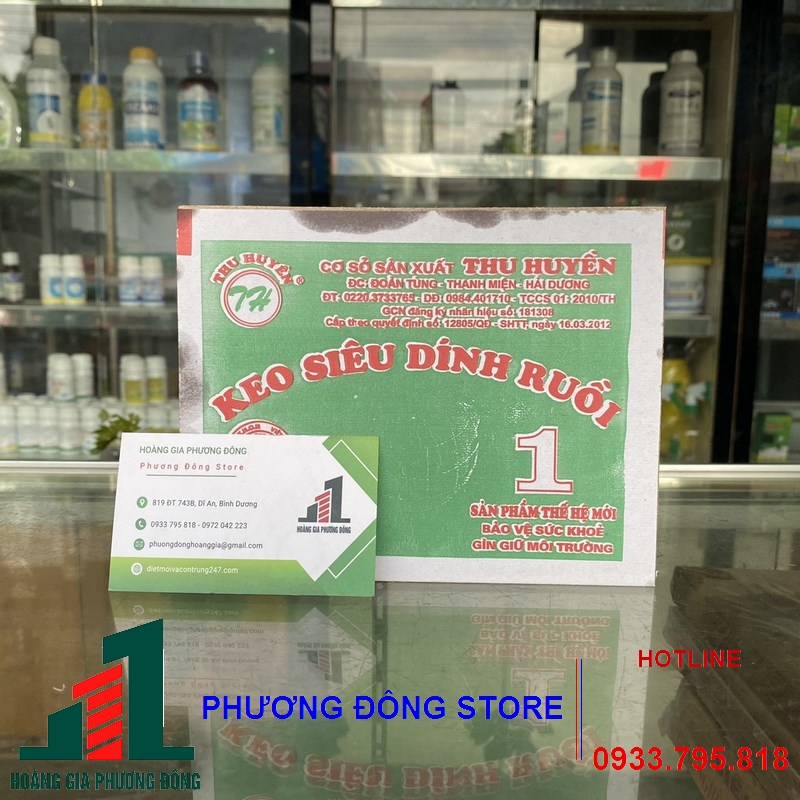 THU HUYỀN ®
TH
CƠ SỞ SẢN XUẤT THU HUYỀN
ĐC: ĐOÀN TÙNG - THANH MIỆN - HẢI DƯƠNG
ĐT: 0220.3733765 - DĐ: 0984.401710 - TCCS 01: 2010/TH
GCN đăng ký nhãn hiệu số: 181308
Cấp theo quyết định số: 12805/QĐ - SHTT, ngày 16.03.2012
KEO SIÊU DÍNH RUỒI
1
SẢN PHẨM THẾ HỆ MỚI
BẢO VỆ SỨC KHOẺ
GÌN GIỮ MÔI TRƯỜNG
HOÀNG GIA PHƯƠNG ĐÔNG
Phương Đông Store
819 ĐT 743B, Dĩ An, Bình Dương
0933 795 818 - 0972 042 223
phuongdonghoanggia@gmail.com
dietmoivacontrung247.com
HOÀNG GIA PHƯƠNG ĐÔNG
HOÀNG GIA PHƯƠNG ĐÔNG
PHƯƠNG ĐÔNG STORE
HOTLINE
0933.795.818